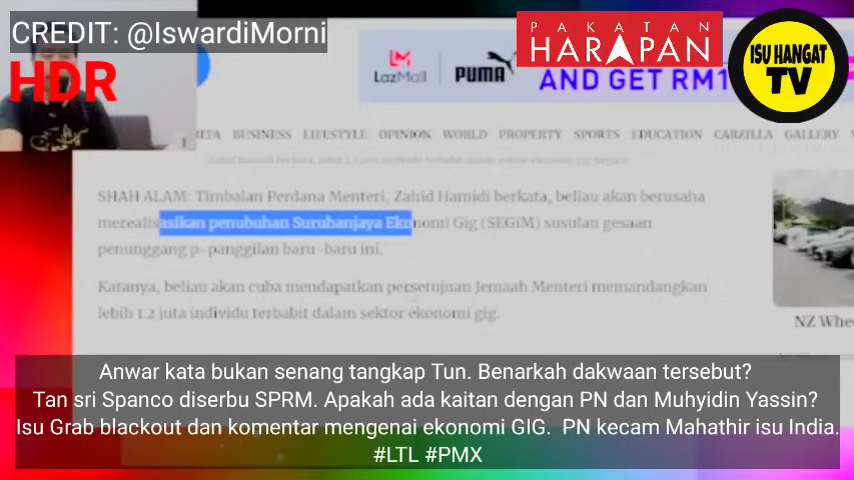 CREDIT: @IswardiMorni
HDR
PAKATAN
HARAPAN
ISU HANGAT
TV
LazMall
PUMA
AND GET RM1
BUSINESS LIFESTYLE OPINION WORLD PROPERTY SPORTS EDUCATION CARZILLA GALLERY
SHAH ALAM: Timbalan Perdana Menteri, Zahid Hamidi berkata, beliau akan berusaha
merealisasikan penubuhan Suruhanjaya Ekonomi Gig (SEGiM) susulan gesaan
penunggang p-panggilan baru-baru ini.
Katanya, beliau akan cuba mendapatkan persetujuan Jemaah Menteri memandangkan
lebih 1.2 juta individu terbabit dalam sektor ekonomi gig.
NZ Whe
Anwar kata bukan senang tangkap Tun. Benarkah dakwaan tersebut?
Tan sri Spanco diserbu SPRM. Apakah ada kaitan dengan PN dan Muhyidin Yassin?
Isu Grab blackout dan komentar mengenai ekonomi GIG. PN kecam Mahathir isu India.
#LTL #PMX